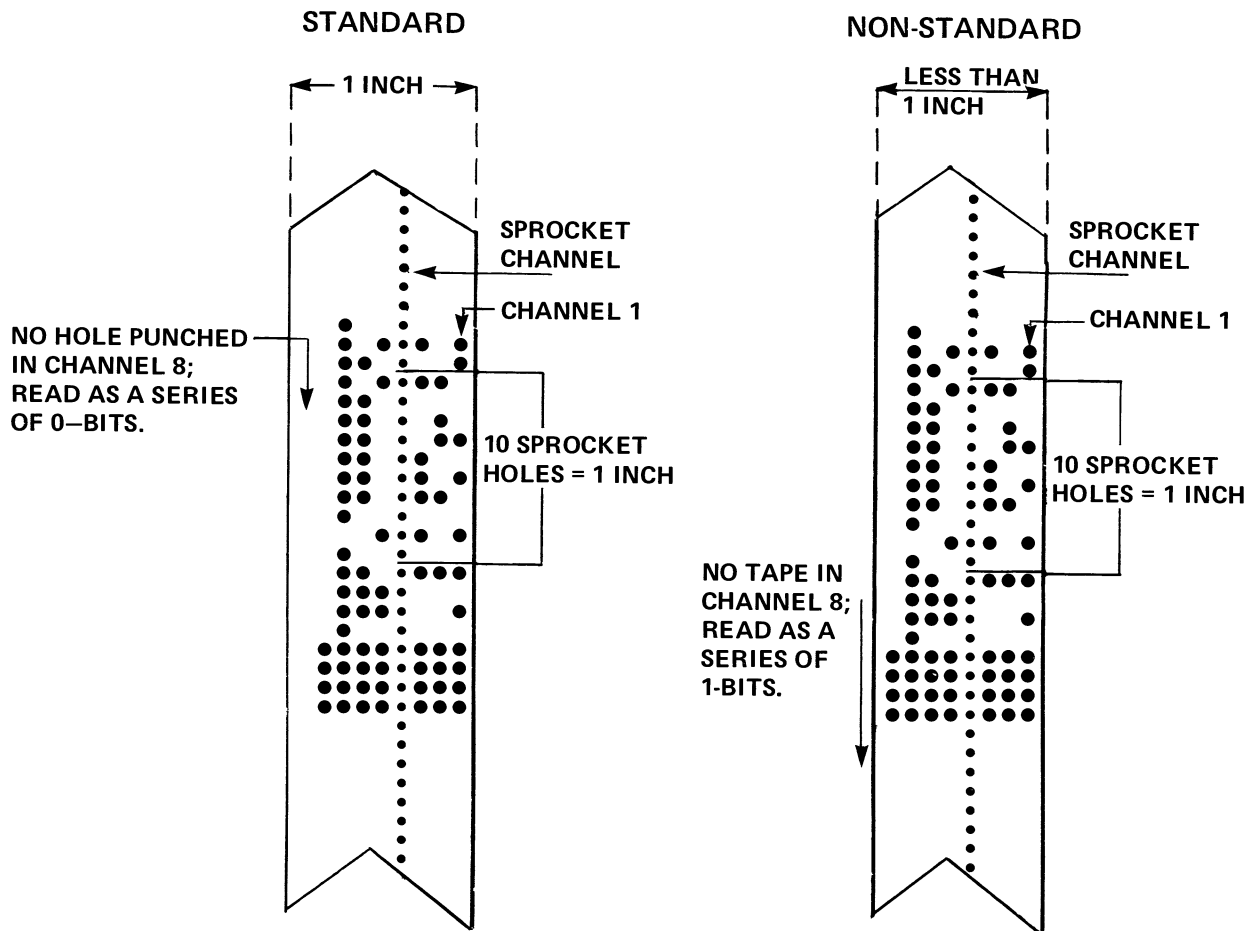 STANDARD
1 INCH
SPROCKET
CHANNEL
CHANNEL 1
NO HOLE PUNCHED
IN CHANNEL 8;
READ AS A SERIES
OF 0–BITS.
10 SPROCKET
HOLES = 1 INCH
NON-STANDARD
LESS THAN
1 INCH
SPROCKET
CHANNEL
CHANNEL 1
10 SPROCKET
HOLES = 1 INCH
NO TAPE IN
CHANNEL 8;
READ AS A
SERIES OF
1-BITS.